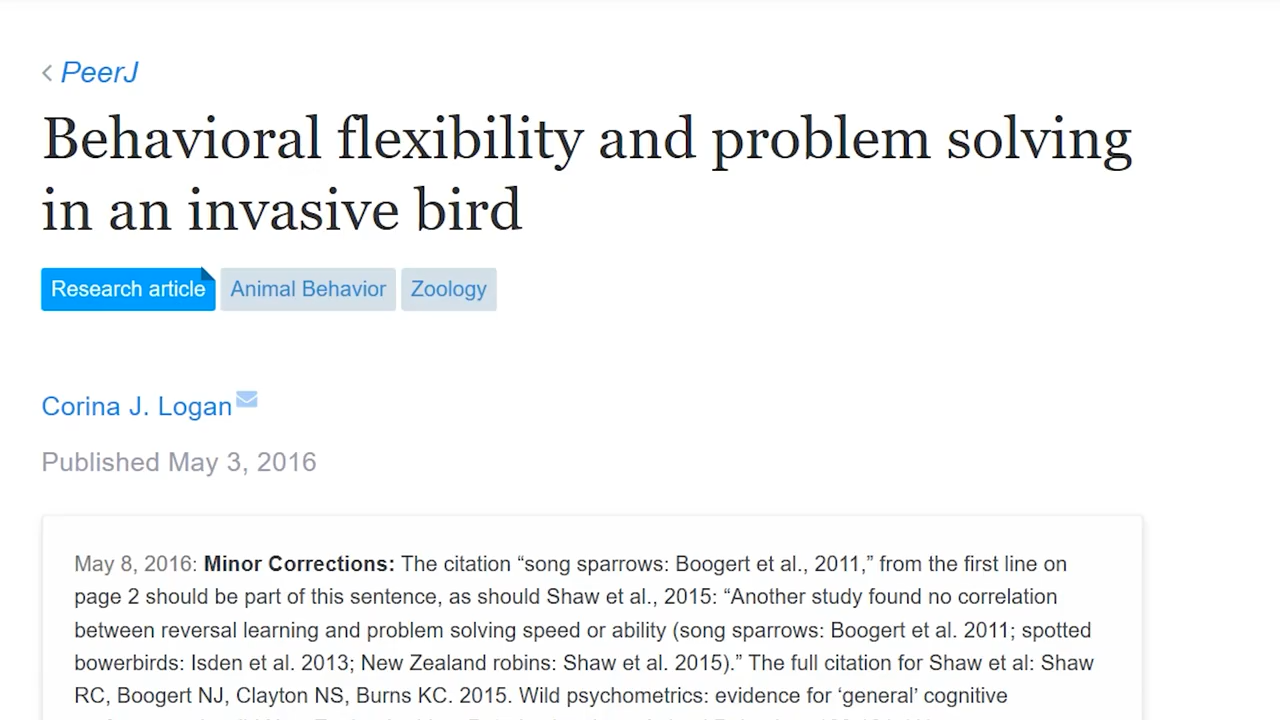 PeerJ
Behavioral flexibility and problem solving
in an invasive bird
Research article Animal Behavior Zoology
Corina J. Logan
Published May 3, 2016
May 8, 2016: Minor Corrections: The citation “song sparrows: Boogert et al., 2011,” from the first line on
page 2 should be part of this sentence, as should Shaw et al., 2015: “Another study found no correlation
between reversal learning and problem solving speed or ability (song sparrows: Boogert et al. 2011; spotted
bowerbirds: Isden et al. 2013; New Zealand robins: Shaw et al. 2015).” The full citation for Shaw et al: Shaw
RC, Boogert NJ, Clayton NS, Burns KC. 2015. Wild psychometrics: evidence for ‘general’ cognitive